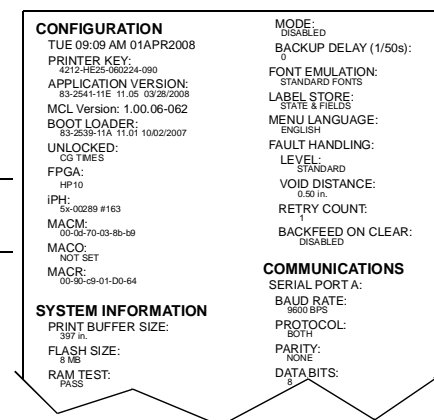 CONFIGURATION
TUE 09:09 AM 01APR2008
PRINTER KEY:
4212-HE25-060224-090
APPLICATION VERSION:
83-2541-11E 11.05 03/28/2008
MCL Version: 1.00.06-062
BOOT LOADER:
83-2539-11A 11.01 10/02/2007
UNLOCKED:
CG TIMES
FPGA:
HP10
iPH:
5x-00289 #163
MACM:
00-0d-70-03-8b-b9
MACO:
NOT SET
MACR:
00-90-c9-01-D0-64
SYSTEM INFORMATION
PRINT BUFFER SIZE:
397 in.
FLASH SIZE:
8 MB
RAM TEST:
PASS
MODE:
DISABLED
BACKUP DELAY (1/50s):
0
FONT EMULATION:
STANDARD FONTS
LABEL STORE:
STATE & FIELDS
MENU LANGUAGE:
ENGLISH
FAULT HANDLING:
LEVEL:
STANDARD
VOID DISTANCE:
0.50 in.
RETRY COUNT:
1
BACKFEED ON CLEAR:
DISABLED
COMMUNICATIONS
SERIAL PORT A:
BAUD RATE:
9600 BPS
PROTOCOL:
BOTH
PARITY:
NONE
DATA BITS:
8